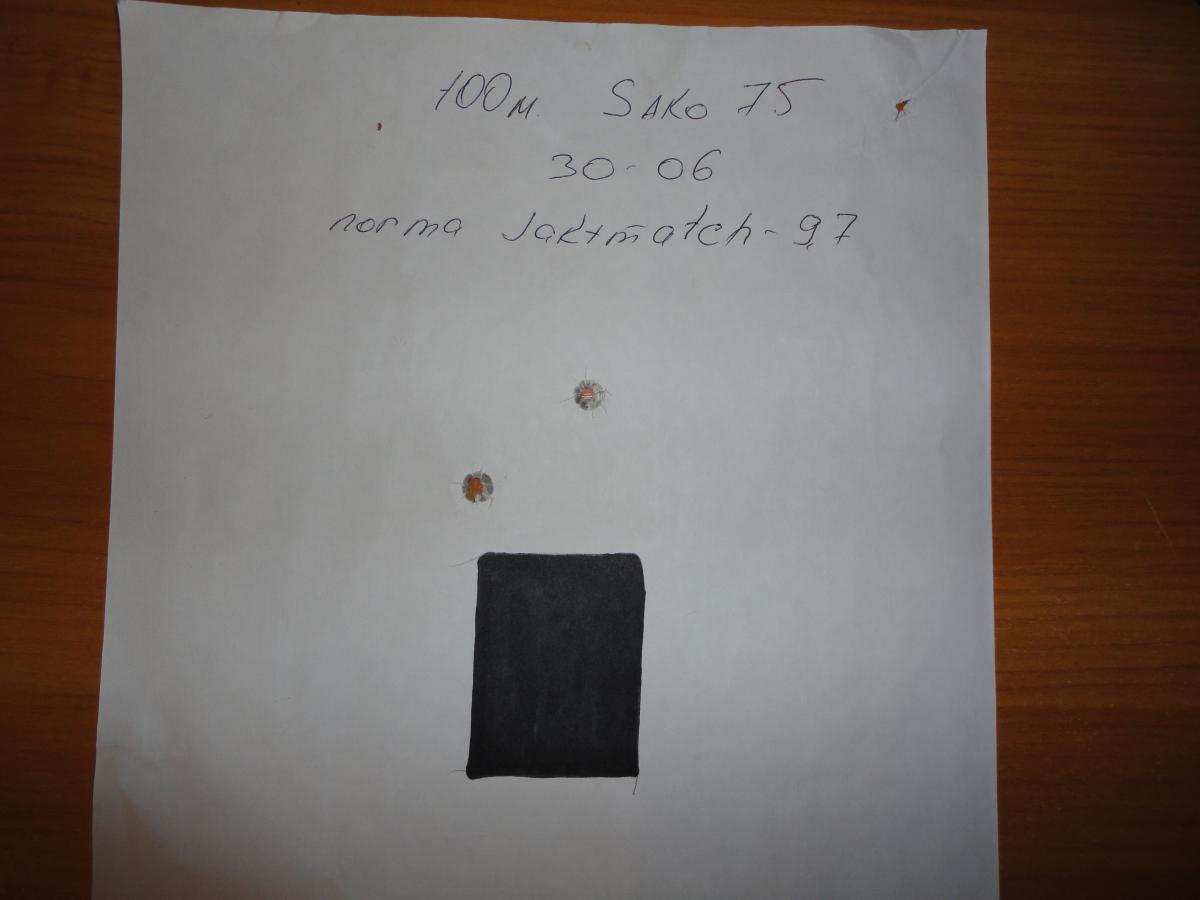 100м. SAKO 75
30-06
norma Jaktmatch-9,7